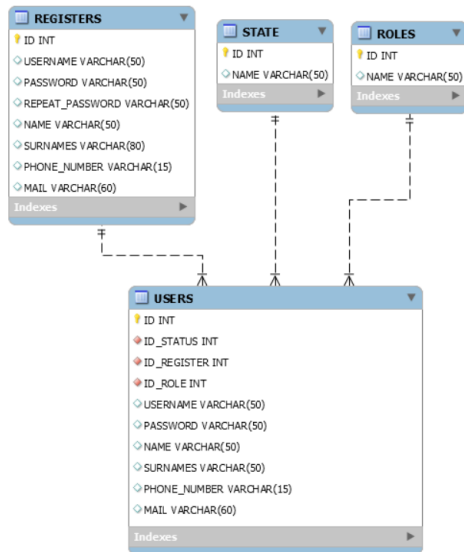 REGISTERS
ID INT
USERNAME VARCHAR(50)
PASSWORD VARCHAR(50)
REPEAT_PASSWORD VARCHAR(50)
NAME VARCHAR(50)
SURNAMES VARCHAR(80)
PHONE_NUMBER VARCHAR(15)
MAIL VARCHAR(60)
Indexes
STATE
ID INT
NAME VARCHAR(50)
Indexes
ROLES
ID INT
NAME VARCHAR(50)
Indexes
USERS
ID INT
ID_STATUS INT
ID_REGISTER INT
ID_ROLE INT
USERNAME VARCHAR(50)
PASSWORD VARCHAR(50)
NAME VARCHAR(50)
SURNAMES VARCHAR(50)
PHONE_NUMBER VARCHAR(15)
MAIL VARCHAR(60)
Indexes